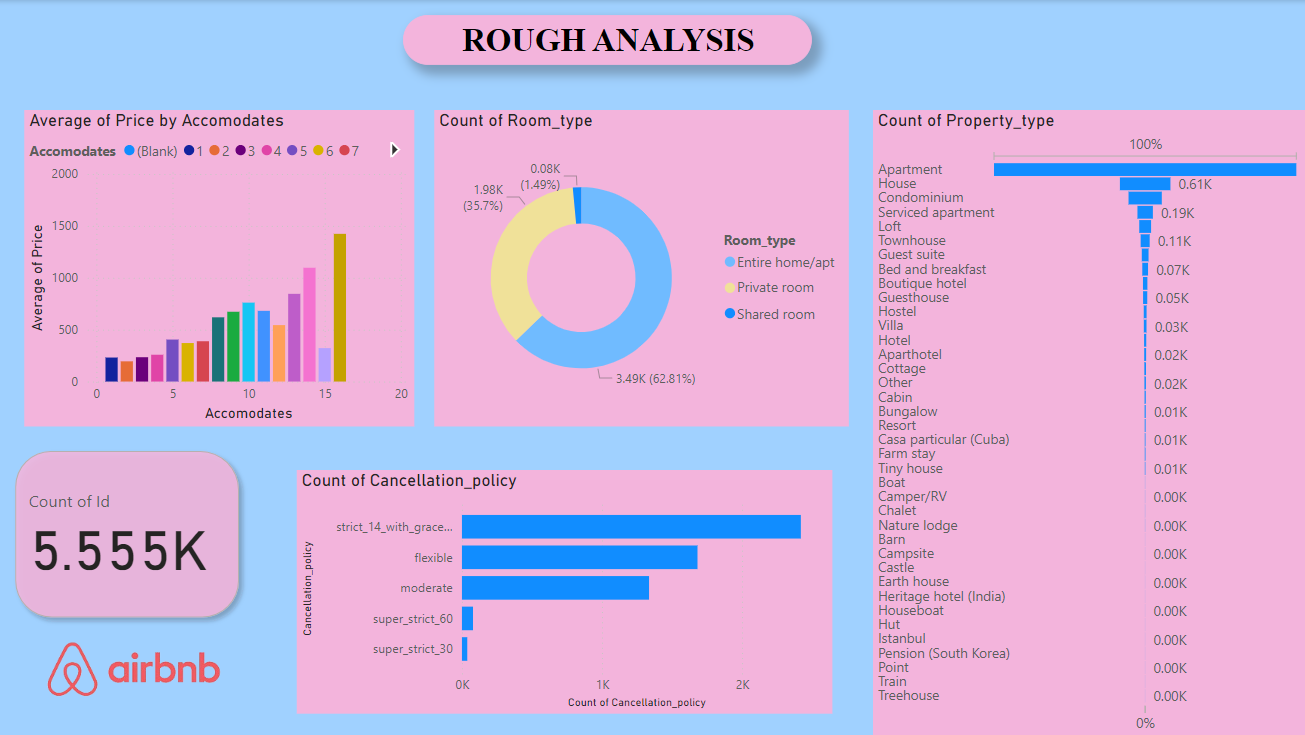 ROUGH ANALYSIS
Average of Price by Accomodates
Accomodates (Blank) 1 2 3 4 5 6 7
2000
1500
1000
500
0
Average of Price
0 5 10 15 20
Accomodates
Count of Room_type
0.08K
(1.49%)
1.98K
(35.7%)
3.49K (62.81%)
Room_type
Entire home/apt
Private room
Shared room
Count of Property_type
100%
Apartment
House 0.61K
Condominium
Serviced apartment 0.19K
Loft
Townhouse 0.11K
Guest suite
Bed and breakfast 0.07K
Boutique hotel
Guesthouse 0.05K
Hostel
Villa 0.03K
Hotel
Aparthotel 0.02K
Cottage
Other 0.02K
Cabin
Bungalow 0.01K
Resort
Casa particular (Cuba) 0.01K
Farm stay
Tiny house 0.01K
Boat
Camper/RV 0.00K
Chalet
Nature lodge 0.00K
Barn
Campsite 0.00K
Castle
Earth house 0.00K
Heritage hotel (India)
Houseboat 0.00K
Hut
Istanbul 0.00K
Pension (South Korea)
Point 0.00K
Train
Treehouse 0.00K
0%
Count of Id
5.555K
airbnb
Count of Cancellation_policy
Cancellation_policy
strict_14_with_grace...
flexible
moderate
super_strict_60
super_strict_30
0K 1K 2K
Count of Cancellation_policy